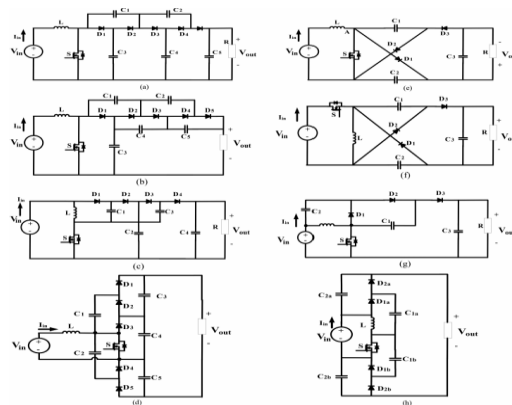 C1 C2
Iin L D1 D2 D3 D4
Vin S C3 C4 C5 R + Vout -
(a)
C1 C2
Iin L D1 D2 D3 D4 D5
Vin S C3 C4 C5 + Vout -
(b)
Iin D1 D2 D3 D4
Vin L C1 C3 S C2 C4 R + Vout -
(c)
D1 C3
C1 D2
Iin L D3 C4
Vin S Vout
C2 D4 C5
D5
(d)
L A C1 D3
Iin D2 D1
Vin S C2 C3 R + Vout -
(e)
S C1 D3
Iin D2 D1
Vin L C2 C3 R + Vout -
(f)
C2 D1 D2 D3
Iin L C1
Vin S C3 R + Vout -
(g)
C2a D2a
D1a C1a
Iin L
Vin S Vout
C1b
D1b
C2b D2b
(h)